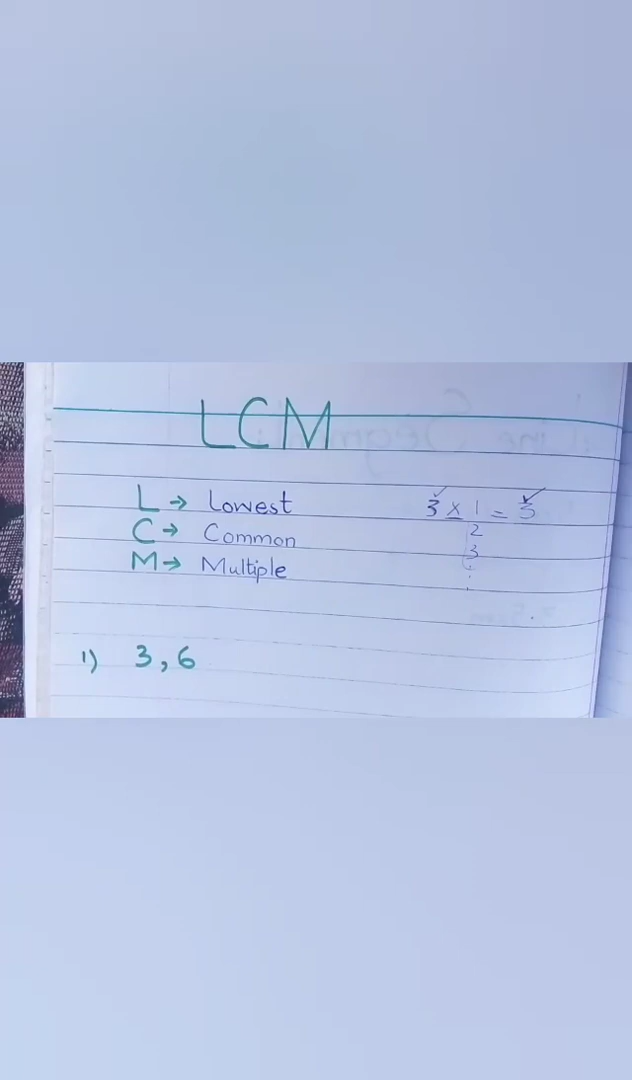 LCM
L → Lowest
C → Common
M → Multiple
3 × 1 = 3
2
3
1) 3, 6